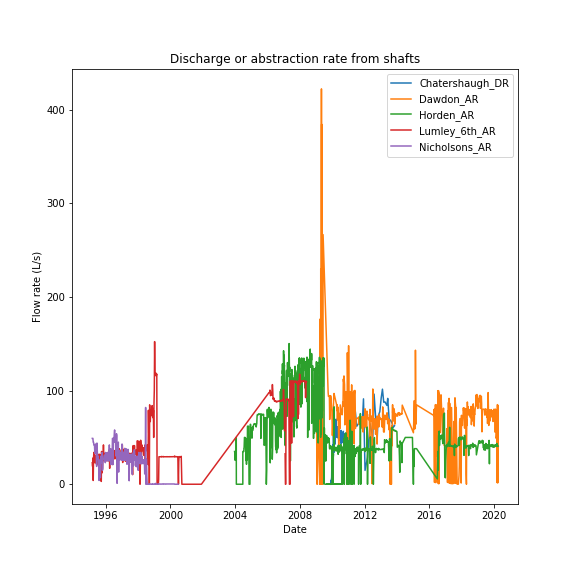 Discharge or abstraction rate from shafts
Chatershaugh_DR
Dawdon_AR
Horden_AR
Lumley_6th_AR
Nicholsons_AR
400
300
200
100
0
Flow rate (L/s)
1996 2000 2004 2008 2012 2016 2020
Date